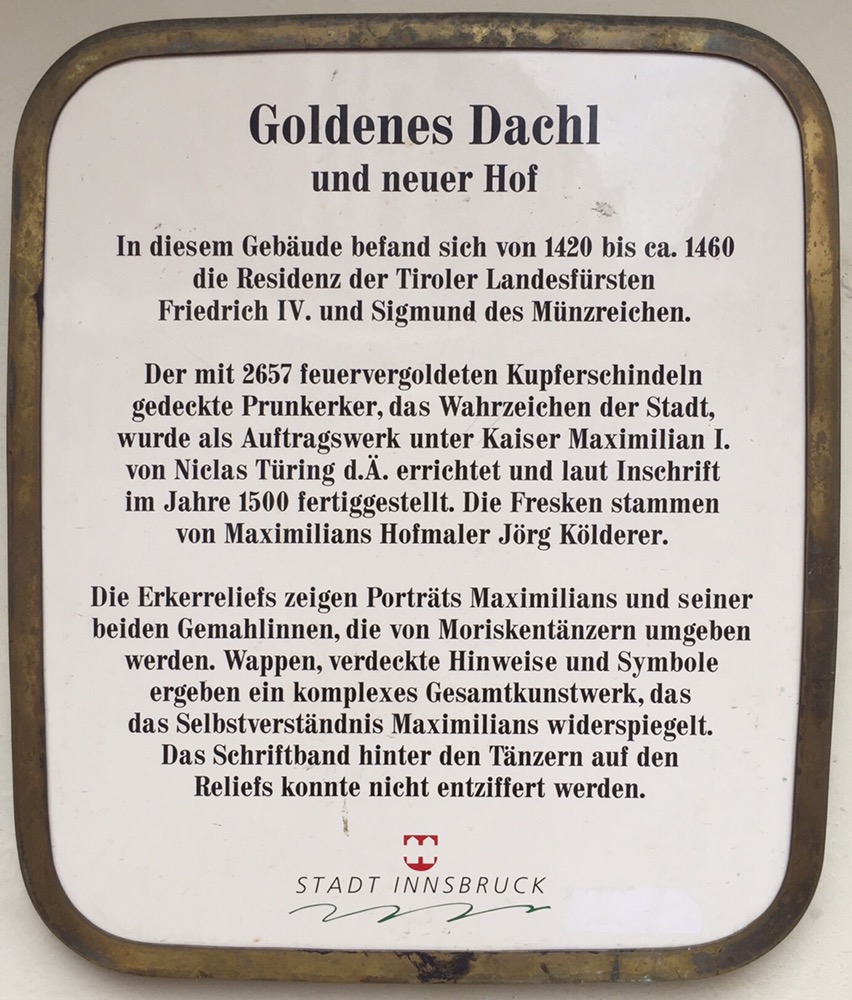 Goldenes Dachl
und neuer Hof
In diesem Gebäude befand sich von 1420 bis ca. 1460
die Residenz der Tiroler Landesfürsten
Friedrich IV. und Sigmund des Münzreichen.
Der mit 2657 feuervergoldeten Kupferschindeln
gedeckte Prunkerker, das Wahrzeichen der Stadt,
wurde als Auftragswerk unter Kaiser Maximilian I.
von Niclas Türing d.Ä. errichtet und laut Inschrift
im Jahre 1500 fertiggestellt. Die Fresken stammen
von Maximilians Hofmaler Jörg Kölderer.
Die Erkerreliefs zeigen Porträts Maximilians und seiner
beiden Gemahlinnen, die von Moriskentänzern umgeben
werden. Wappen, verdeckte Hinweise und Symbole
ergeben ein komplexes Gesamtkunstwerk, das
das Selbstverständnis Maximilians widerspiegelt.
Das Schriftband hinter den Tänzern auf den
Reliefs konnte nicht entziffert werden.
STADT INNSBRUCK